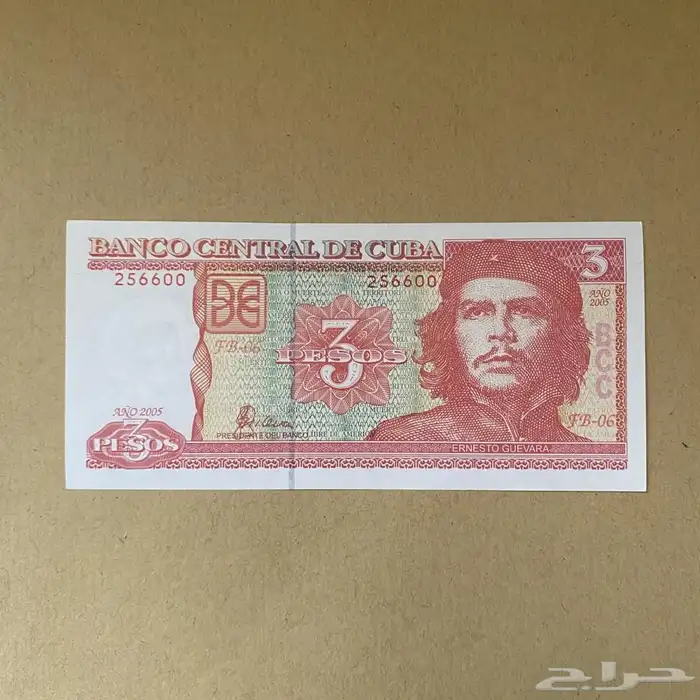 BANCO CENTRAL DE CUBA
3
256600
256600
AÑO
2005
BCC
FB-06
3
PESOS
AÑO 2005
3
PESOS
FB-06
PRESIDENTE DEL BANCO
ERNESTO GUEVARA
حراج